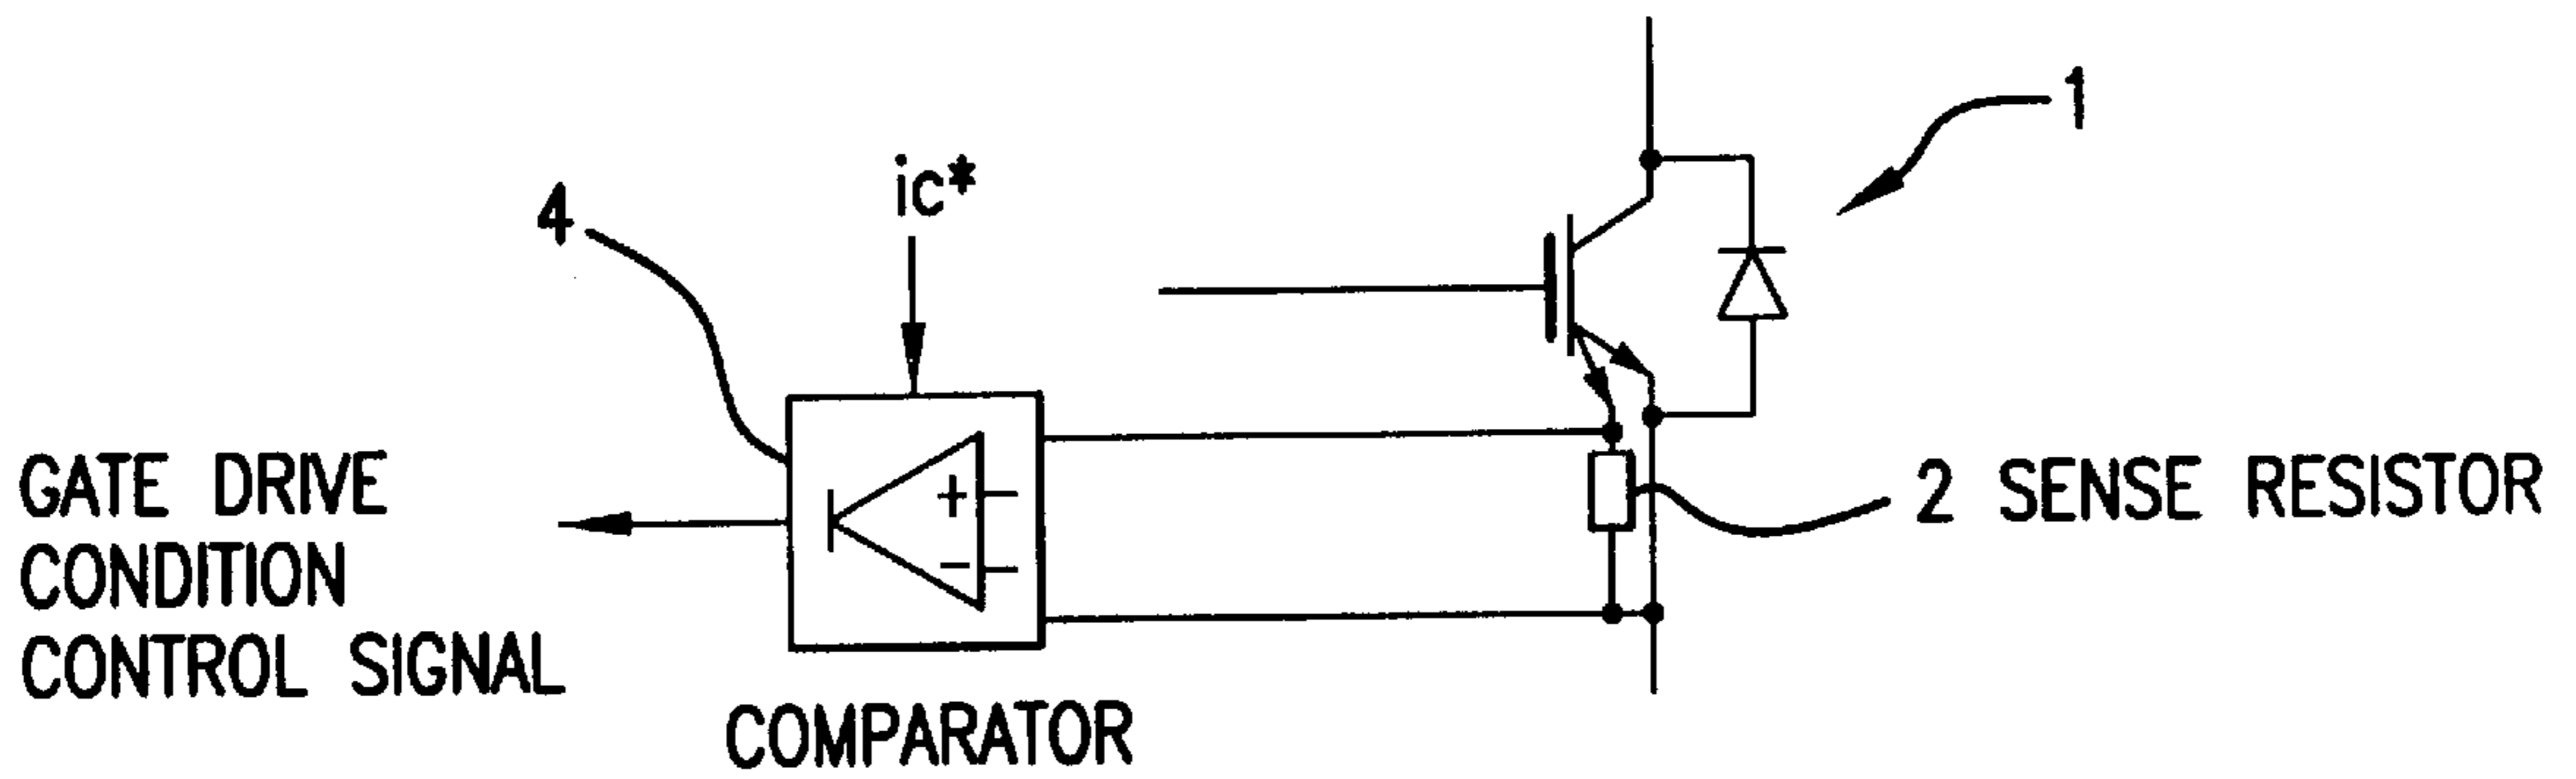 1
ic*
4
+
−
GATE DRIVE
CONDITION
CONTROL SIGNAL
2 SENSE RESISTOR
COMPARATOR